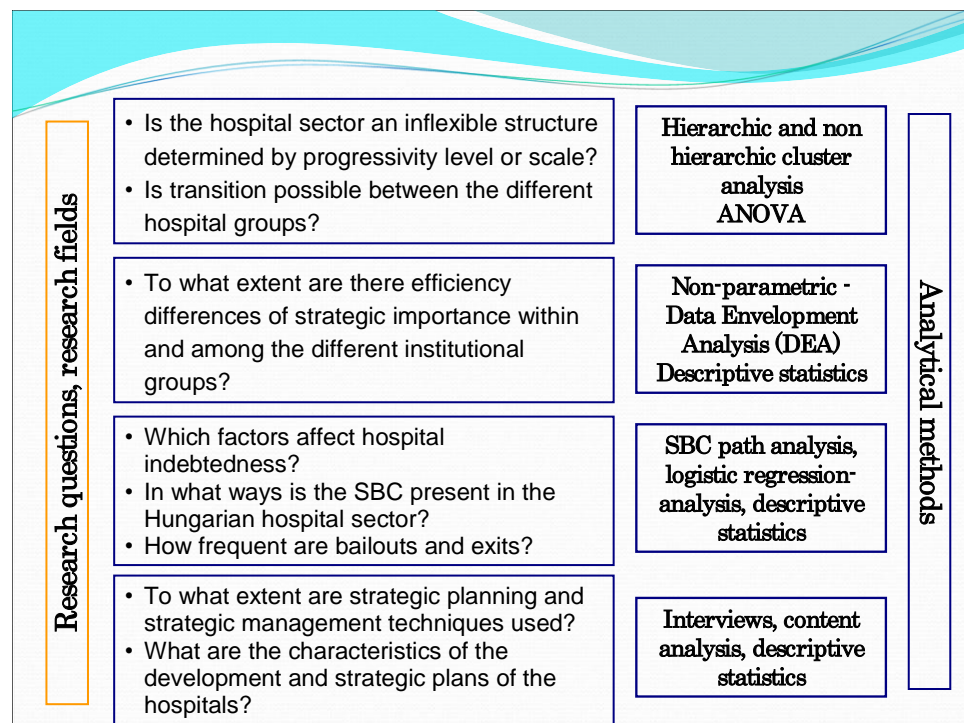 Research questions, research fields
• Is the hospital sector an inflexible structure
determined by progressivity level or scale?
• Is transition possible between the different
hospital groups?
Hierarchic and non
hierarchic cluster
analysis
ANOVA
• To what extent are there efficiency
differences of strategic importance within
and among the different institutional
groups?
Non-parametric -
Data Envelopment
Analysis (DEA)
Descriptive statistics
• Which factors affect hospital
indebtedness?
• In what ways is the SBC present in the
Hungarian hospital sector?
• How frequent are bailouts and exits?
SBC path analysis,
logistic regression-
analysis, descriptive
statistics
• To what extent are strategic planning and
strategic management techniques used?
• What are the characteristics of the
development and strategic plans of the
hospitals?
Interviews, content
analysis, descriptive
statistics
Analytical methods